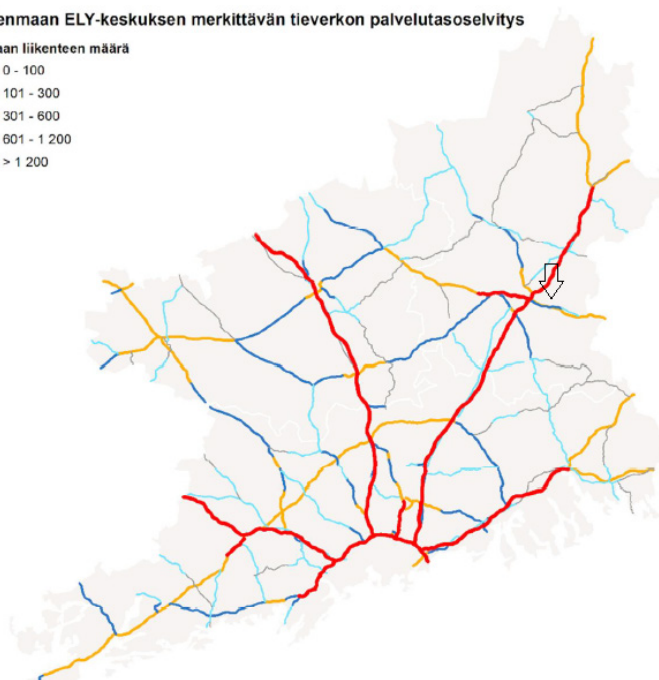 enmaan ELY-keskuksen merkittävän tieverkon palvelutasoselvitys
aan liikenteen määrä
0 - 100
101 - 300
301 - 600
601 - 1 200
> 1 200